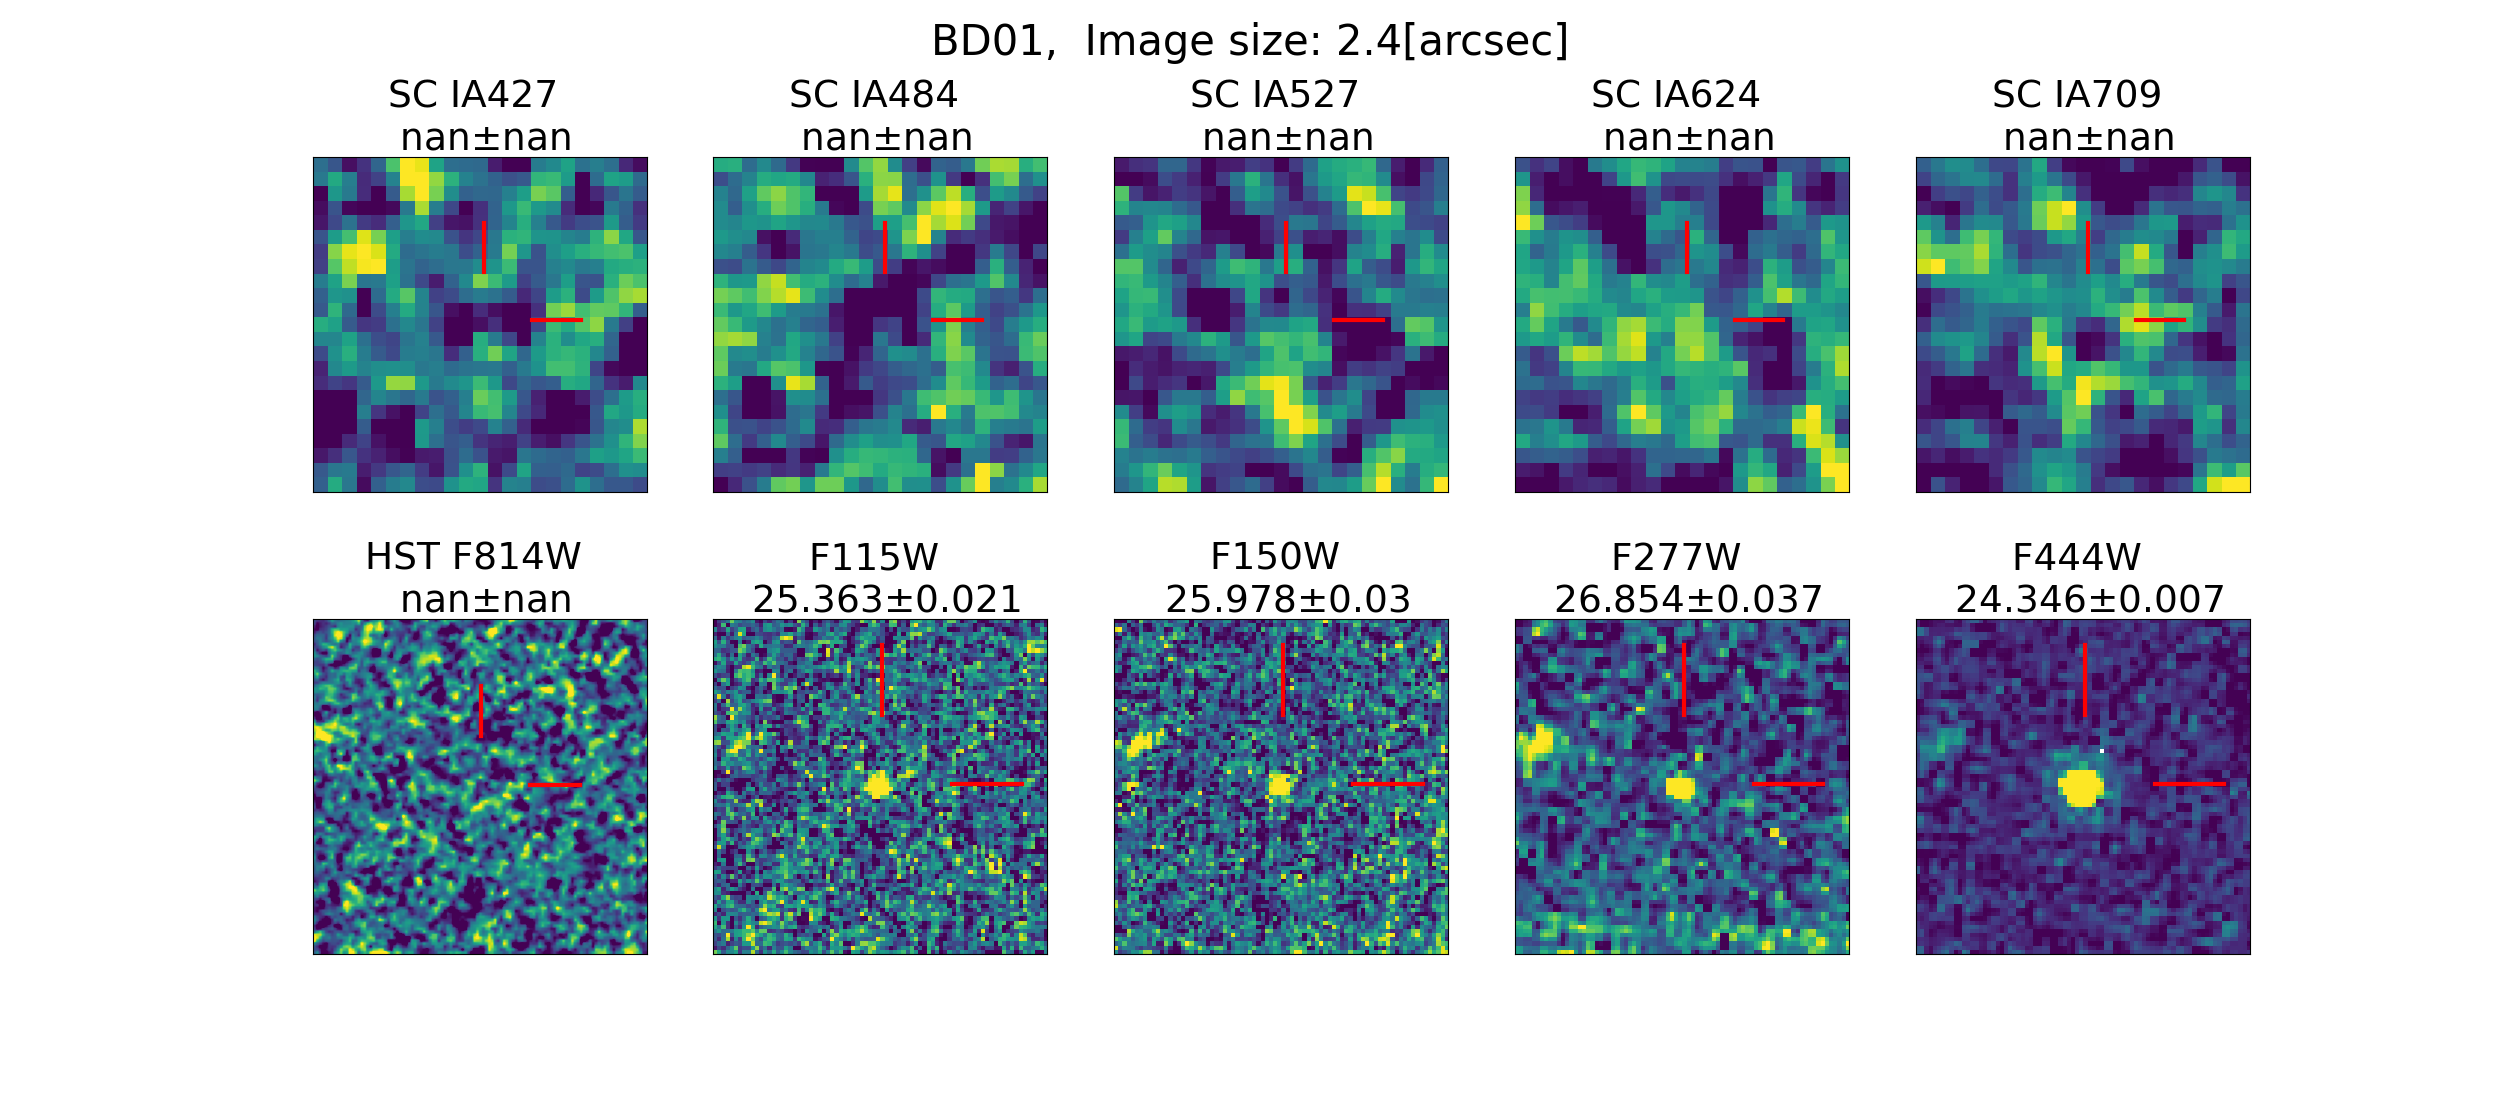 BD01,  Image size: 2.4[arcsec]
SC IA427
nan±nan
SC IA484
nan±nan
SC IA527
nan±nan
SC IA624
nan±nan
SC IA709
nan±nan
HST F814W
nan±nan
F115W
25.363±0.021
F150W
25.978±0.03
F277W
26.854±0.037
F444W
24.346±0.007